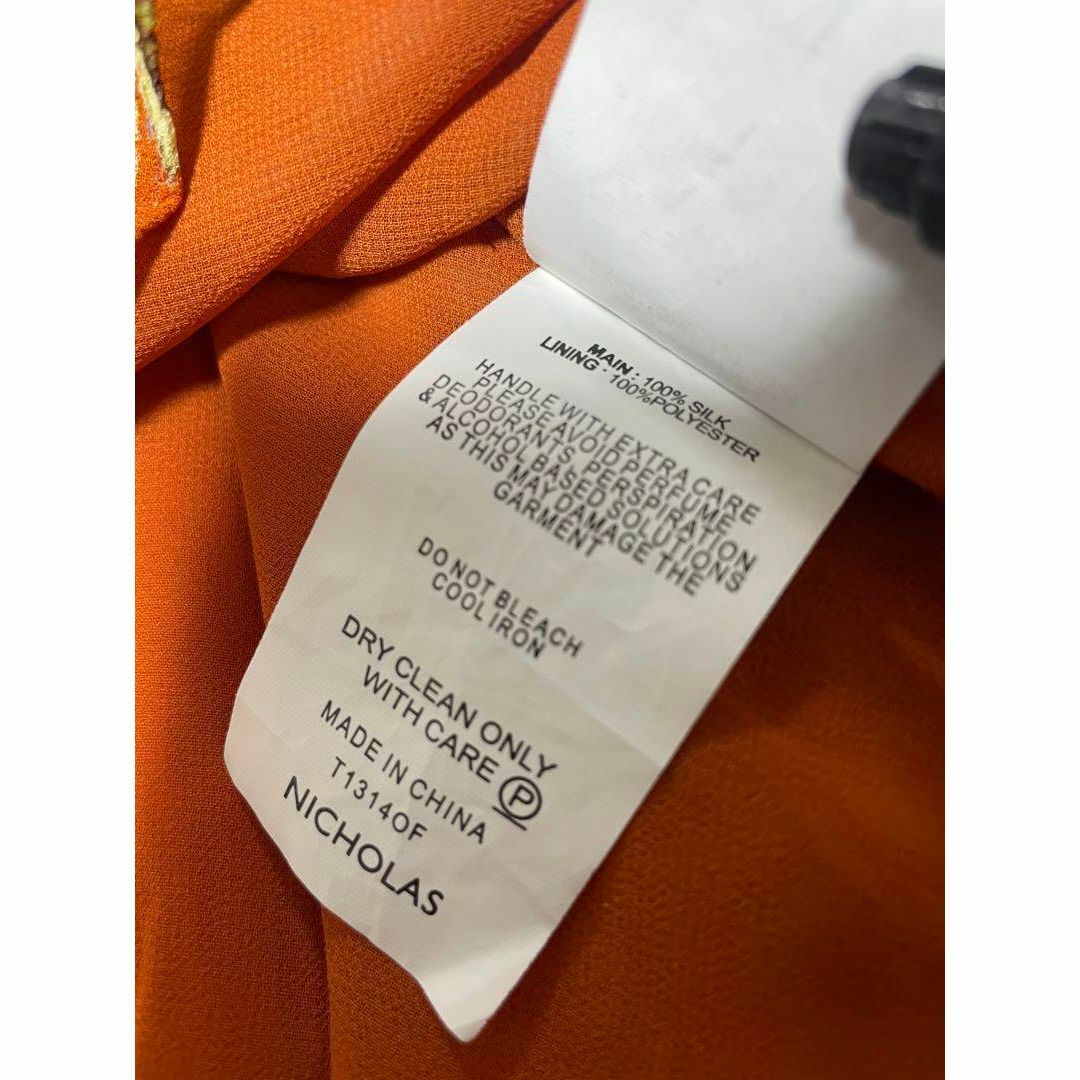 MAIN : 100% SILK
LINING : 100%POLYESTER
HANDLE WITH EXTRA CARE
PLEASE AVOID PERFUME
DEODORANTS, PERSPIRATION
& ALCOHOL BASED SOLUTIONS
AS THIS MAY DAMAGE THE
GARMENT
DO NOT BLEACH
COOL IRON
DRY CLEAN ONLY
WITH CARE P
MADE IN CHINA
T1314OF
NICHOLAS